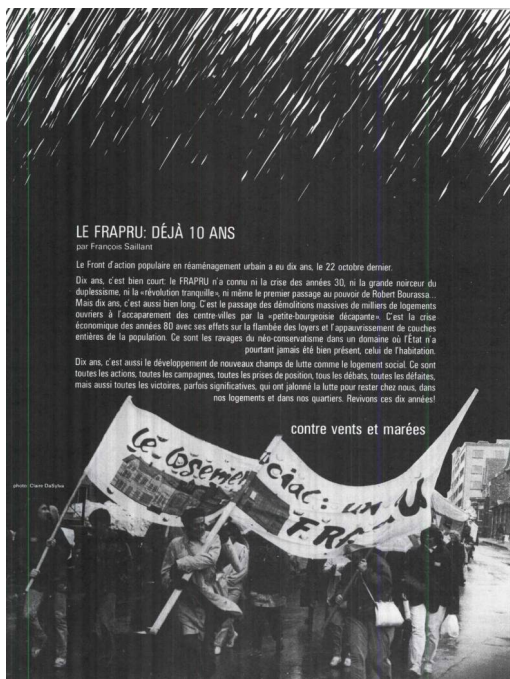 LE FRAPRU: DÉJÀ 10 ANS
par François Saillant
Le Front d'action populaire en réaménagement urbain a eu dix ans, le 22 octobre dernier.
Dix ans, c'est bien court: le FRAPRU n'a connu ni la crise des années 30, ni la grande noirceur du
duplessisme, ni la «révolution tranquille», ni même le premier passage au pouvoir de Robert Bourassa...
Mais dix ans, c'est aussi bien long. C'est le passage des démolitions massives de milliers de logements
ouvriers à l'accaparement des centre-villes par la «petite-bourgeoisie décapante». C'est la crise
économique des années 80 avec ses effets sur la flambée des loyers et l'appauvrissement de couches
entières de la population. Ce sont les ravages du néo-conservatisme dans un domaine où l'État n'a
pourtant jamais été bien présent, celui de l'habitation.
Dix ans, c'est aussi le développement de nouveaux champs de lutte comme le logement social. Ce sont
toutes les actions, toutes les campagnes, toutes les prises de position, tous les débats, toutes les défaites,
mais aussi toutes les victoires, parfois significatives, qui ont jalonné la lutte pour rester chez nous, dans
nos logements et dans nos quartiers. Revivons ces dix années!
contre vents et marées
photo: Claire DaSylva
Le logement social: un